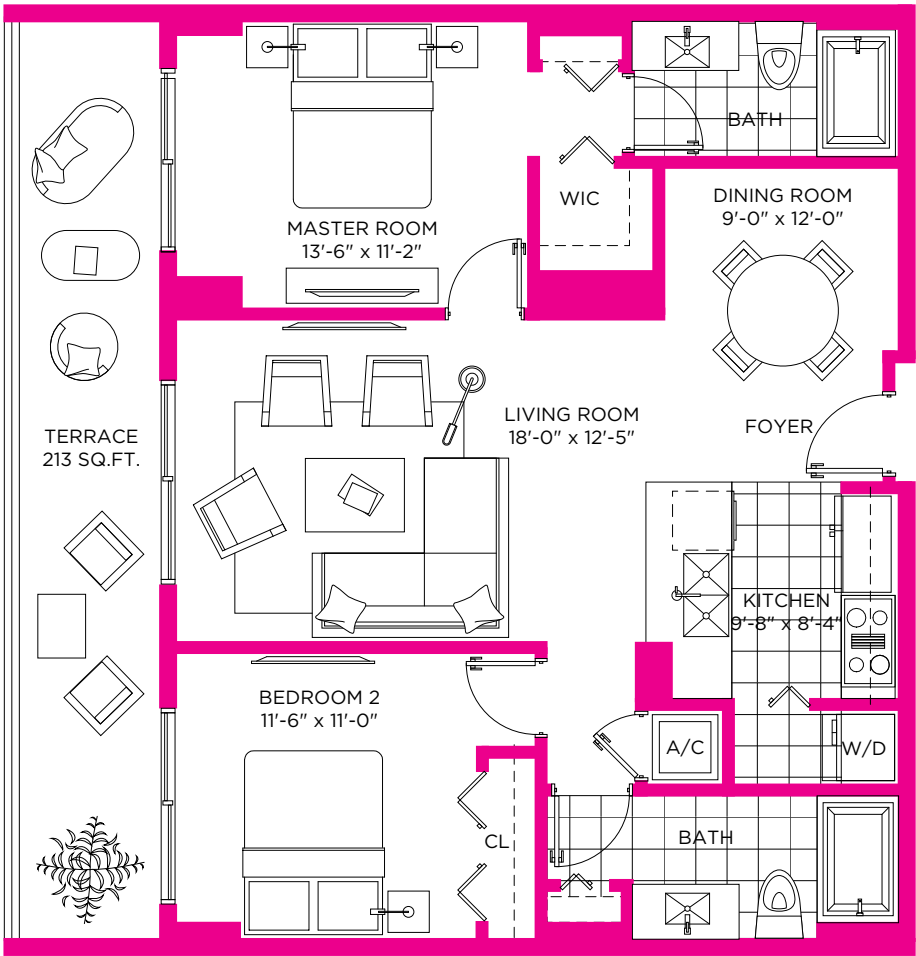 BATH
WIC
DINING ROOM
9'-0" x 12'-0"
MASTER ROOM
13'-6" x 11'-2"
TERRACE
213 SQ.FT.
LIVING ROOM
18'-0" x 12'-5"
FOYER
KITCHEN
9'-8" x 8'-4"
BEDROOM 2
11'-6" x 11'-0"
A/C
W/D
CL
BATH